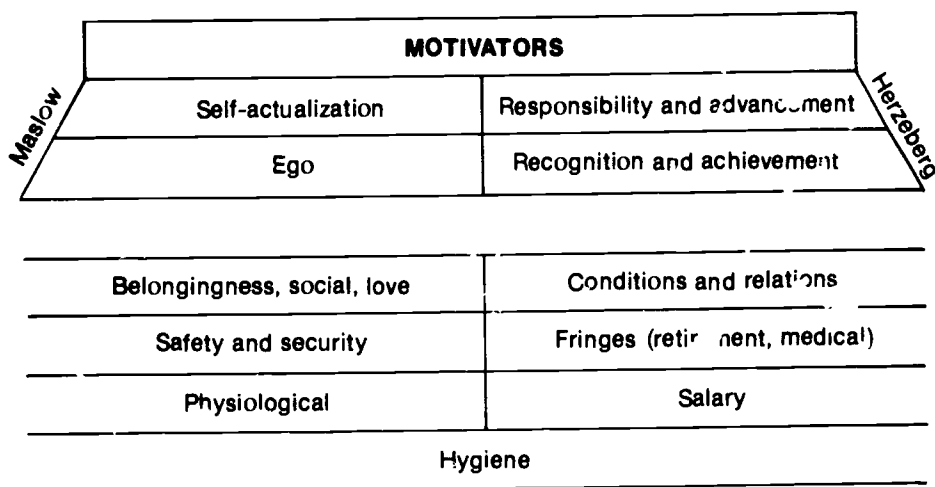 MOTIVATORS
Maslow
Herzeberg
Self-actualization Responsibility and advancement
Ego Recognition and achievement
Belongingness, social, love Conditions and relations
Safety and security Fringes (retirement, medical)
Physiological Salary
Hygiene